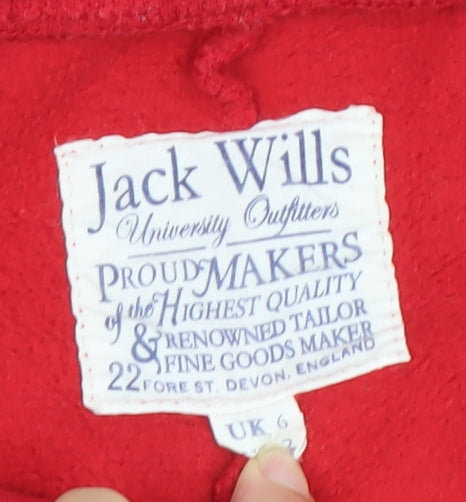 Jack Wills
University Outfitters
PROUD MAKERS
of the HIGHEST QUALITY
& RENOWNED TAILOR
FINE GOODS MAKER
22 FORE ST. DEVON. ENGLAND
UK 6